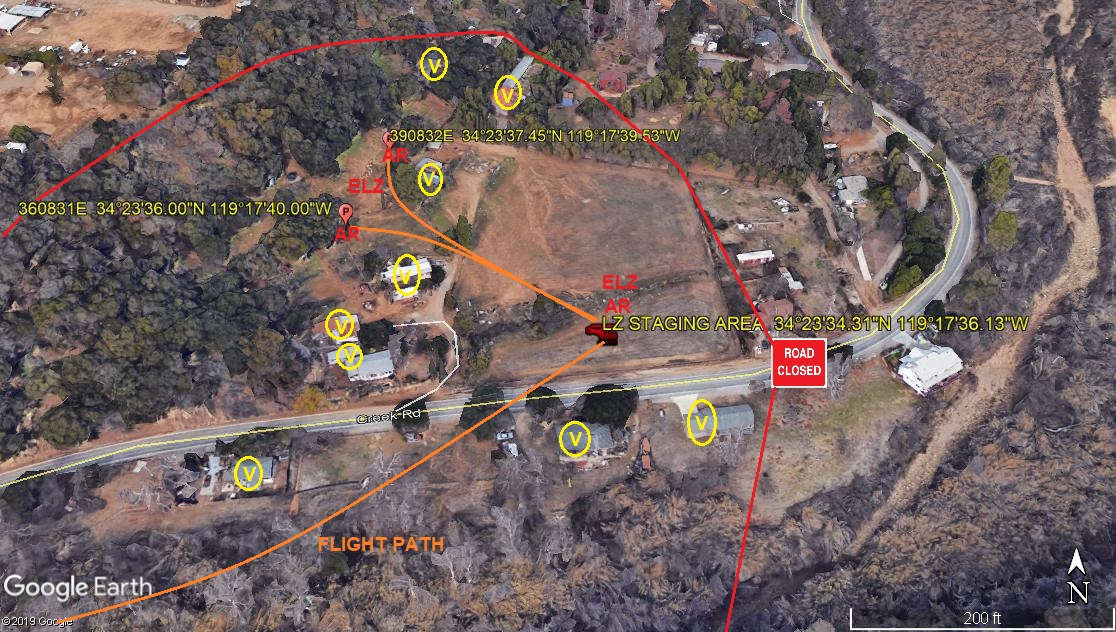 V
V
390832E 34°23'37.45"N 119°17'39.53"W
AR
V
ELZ
360831E 34°23'36.00"N 119°17'40.00"W
P
AR
V
ELZ
AR
LZ STAGING AREA 34°23'34.31"N 119°17'36.13"W
V
V
ROAD
CLOSED
Creek Rd
V
V
V
FLIGHT PATH
Google Earth
©2019 Google
N
200 ft